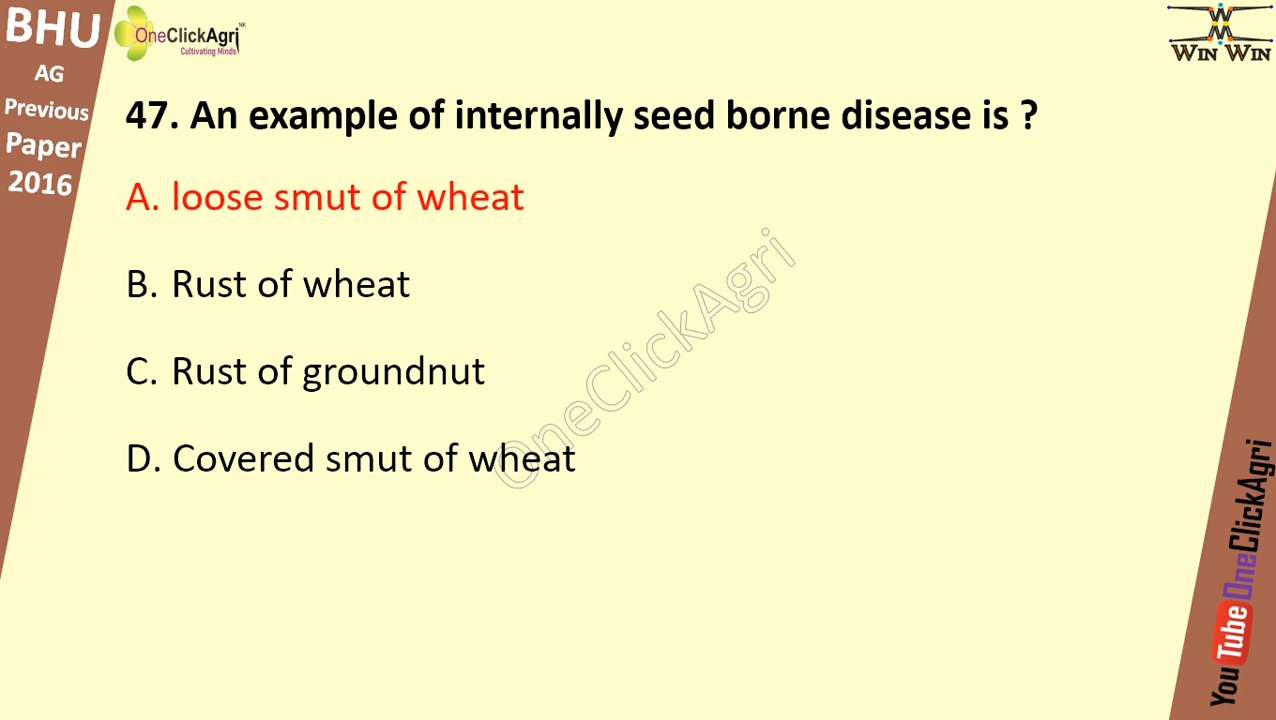 BHU
AG
Previous
Paper
2016
OneClickAgri
NK
Cultivating Minds
WIN WIN
47. An example of internally seed borne disease is ?
A. loose smut of wheat
B. Rust of wheat
C. Rust of groundnut
D. Covered smut of wheat
OneClickAgri
YouTube OneClickAgri